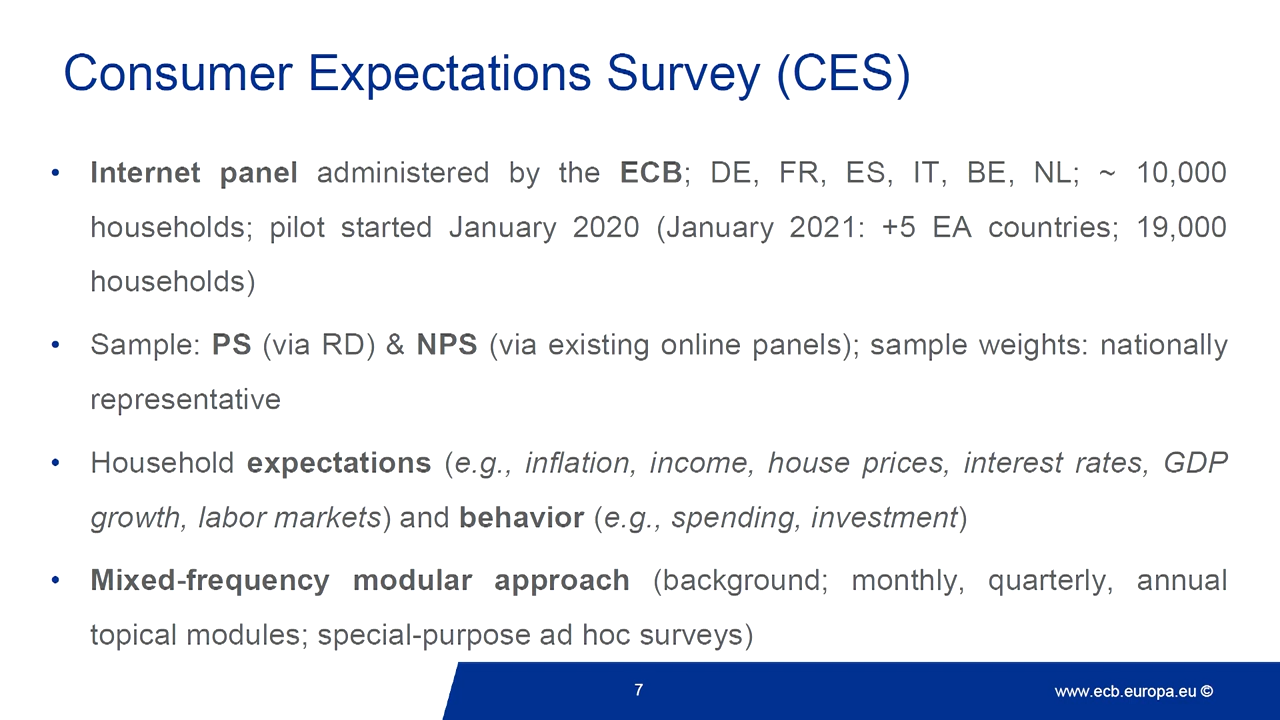 Consumer Expectations Survey (CES)
• Internet panel administered by the ECB; DE, FR, ES, IT, BE, NL; ~ 10,000
households; pilot started January 2020 (January 2021: +5 EA countries; 19,000
households)
• Sample: PS (via RD) & NPS (via existing online panels); sample weights: nationally
representative
• Household expectations (e.g., inflation, income, house prices, interest rates, GDP
growth, labor markets) and behavior (e.g., spending, investment)
• Mixed-frequency modular approach (background; monthly, quarterly, annual
topical modules; special-purpose ad hoc surveys)
7
www.ecb.europa.eu ©